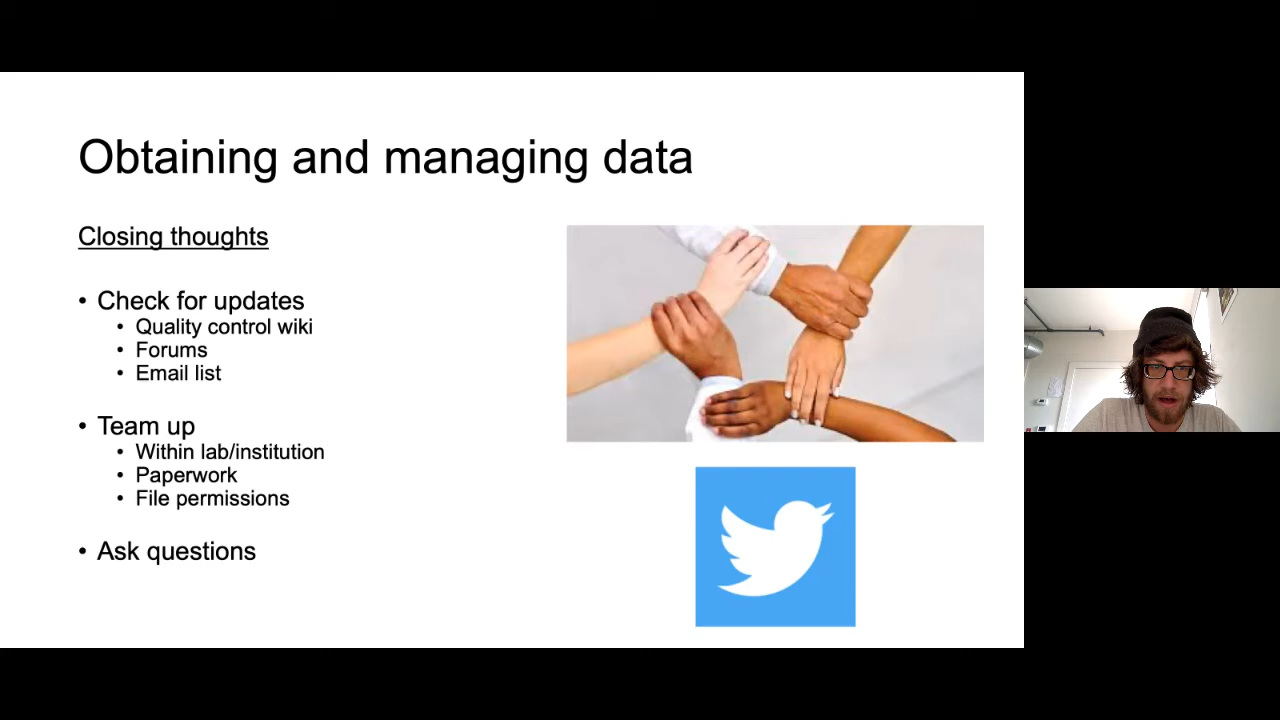 Obtaining and managing data
Closing thoughts
• Check for updates
• Quality control wiki
• Forums
• Email list
• Team up
• Within lab/institution
• Paperwork
• File permissions
• Ask questions